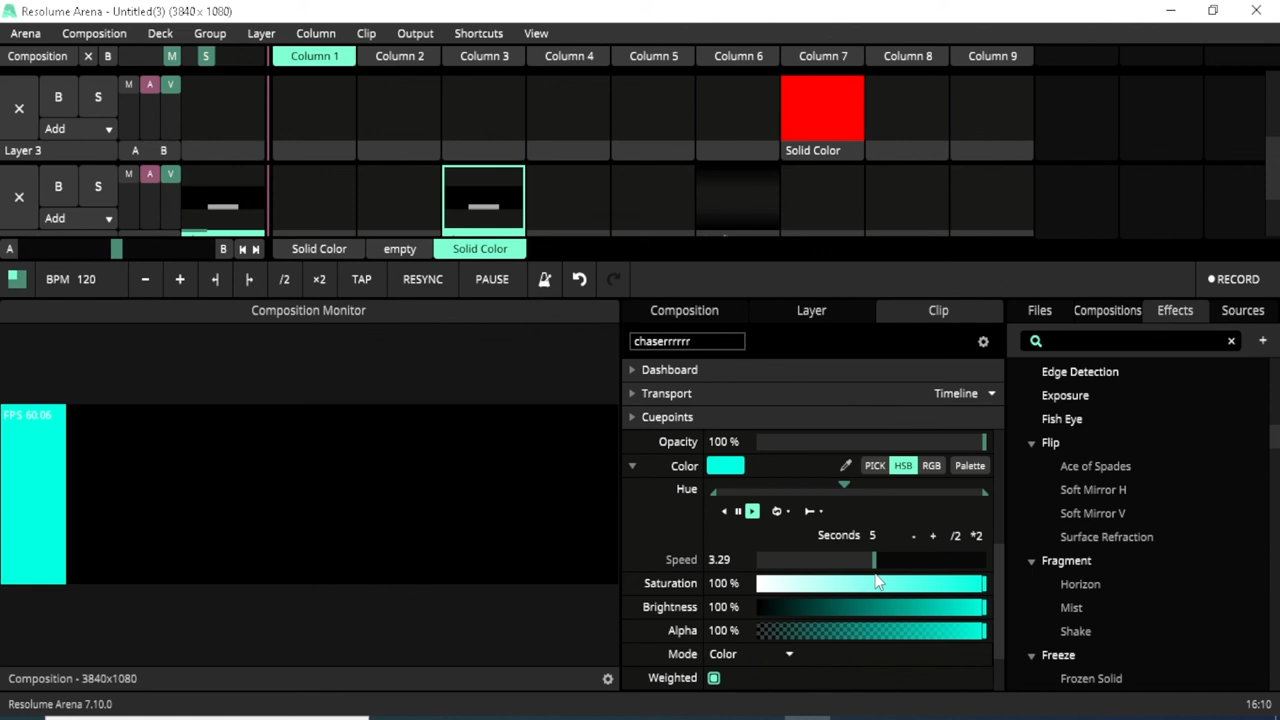 Resolume Arena - Untitled(3) (3840 x 1080)
Arena Composition Deck Group Layer Column Clip Output Shortcuts View
Composition × B M S Column 1 Column 2 Column 3 Column 4 Column 5 Column 6 Column 7 Column 8 Column 9
× B S M A V
Add
Layer 3 A B Solid Color
× B S M A V
Add
A B Solid Color empty Solid Color
BPM 120 - + /2 ×2 TAP RESYNC PAUSE RECORD
Composition Monitor
Composition Layer Clip
Files Compositions Effects Sources
chaserrrrrr
Dashboard
Transport Timeline
Cuepoints
FPS 60.06
Opacity 100 %
Color PICK HSB RGB Palette
Hue
Seconds 5 - + /2 *2
Speed 3.29
Saturation 100 %
Brightness 100 %
Alpha 100 %
Mode Color
Weighted
Edge Detection
Exposure
Fish Eye
Flip
Ace of Spades
Soft Mirror H
Soft Mirror V
Surface Refraction
Fragment
Horizon
Mist
Shake
Freeze
Frozen Solid
Composition - 3840x1080
Resolume Arena 7.10.0 16:10